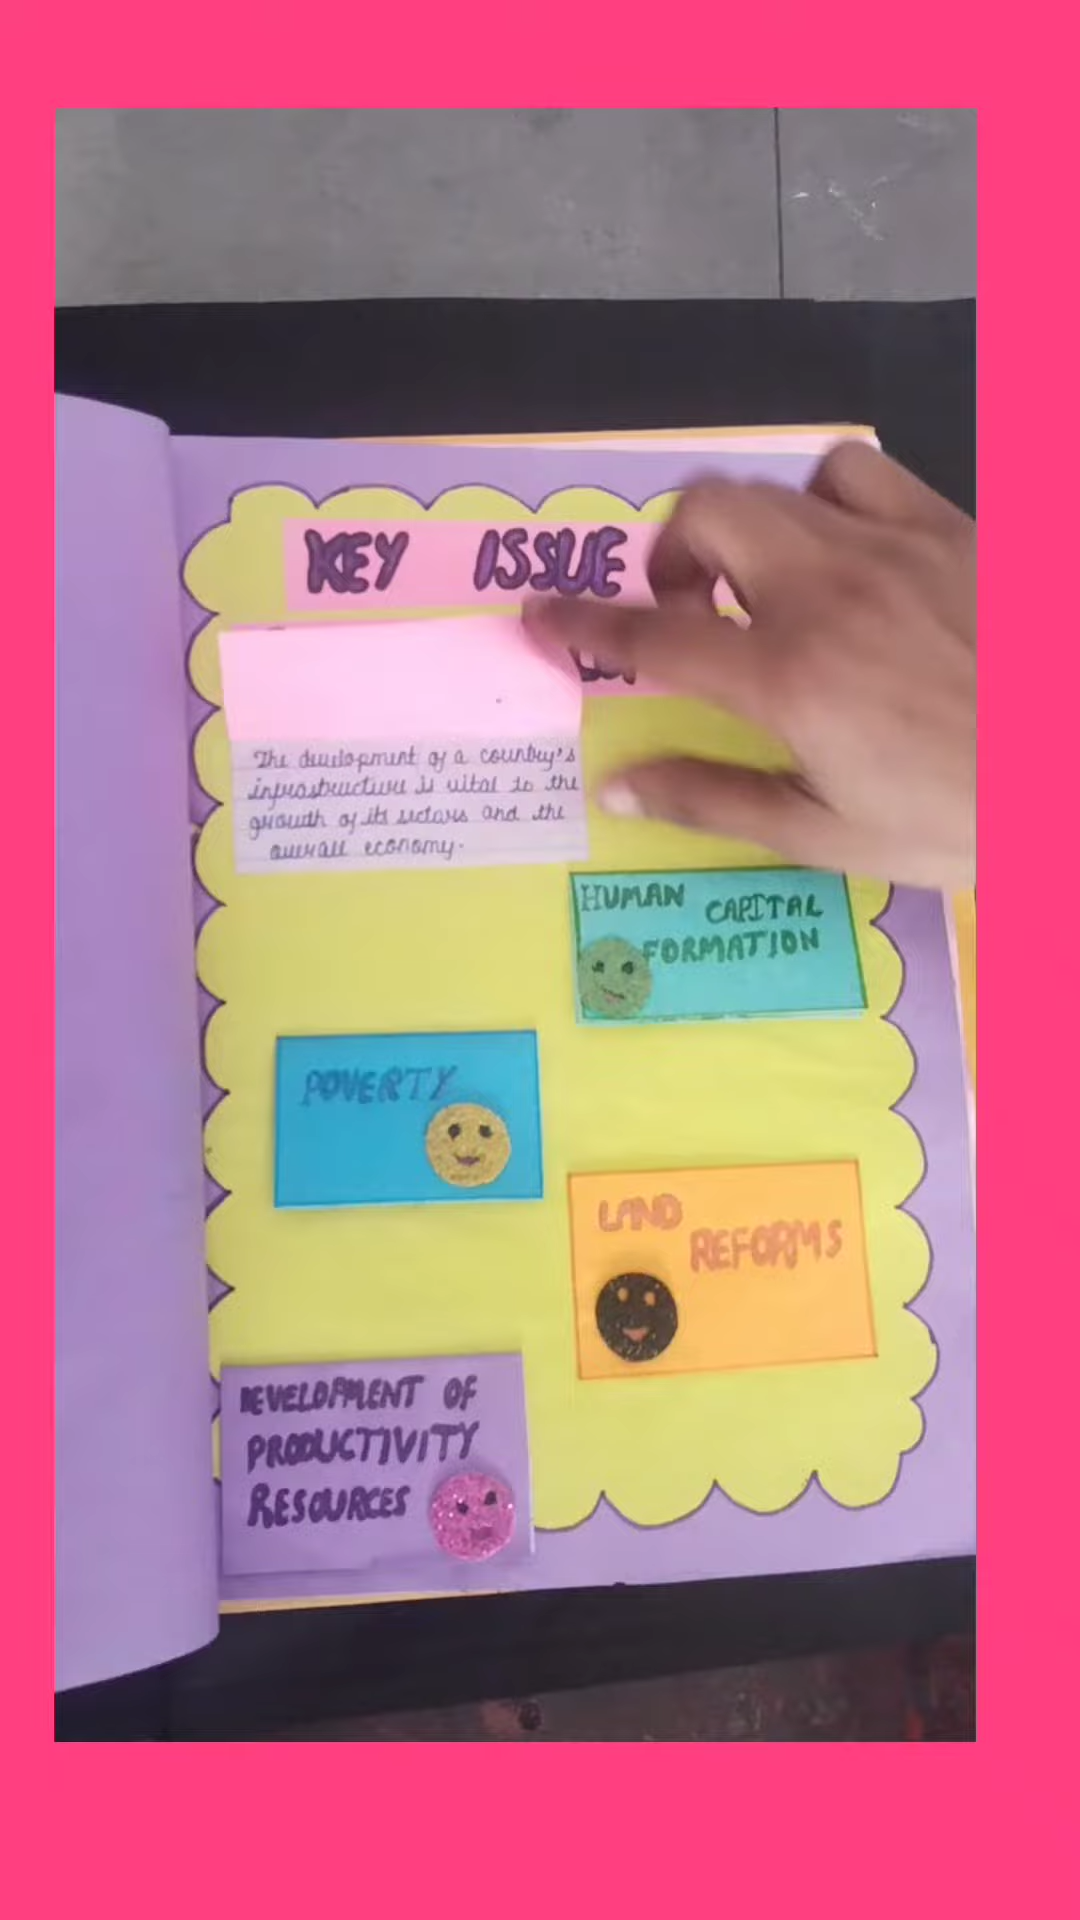 KEY ISSUE
The development of a country's
infrastructure is vital to the
growth of its sectors and the
overall economy.
HUMAN CAPITAL
FORMATION
POVERTY
LAND
REFORMS
DEVELOPMENT OF
PRODUCTIVITY
RESOURCES